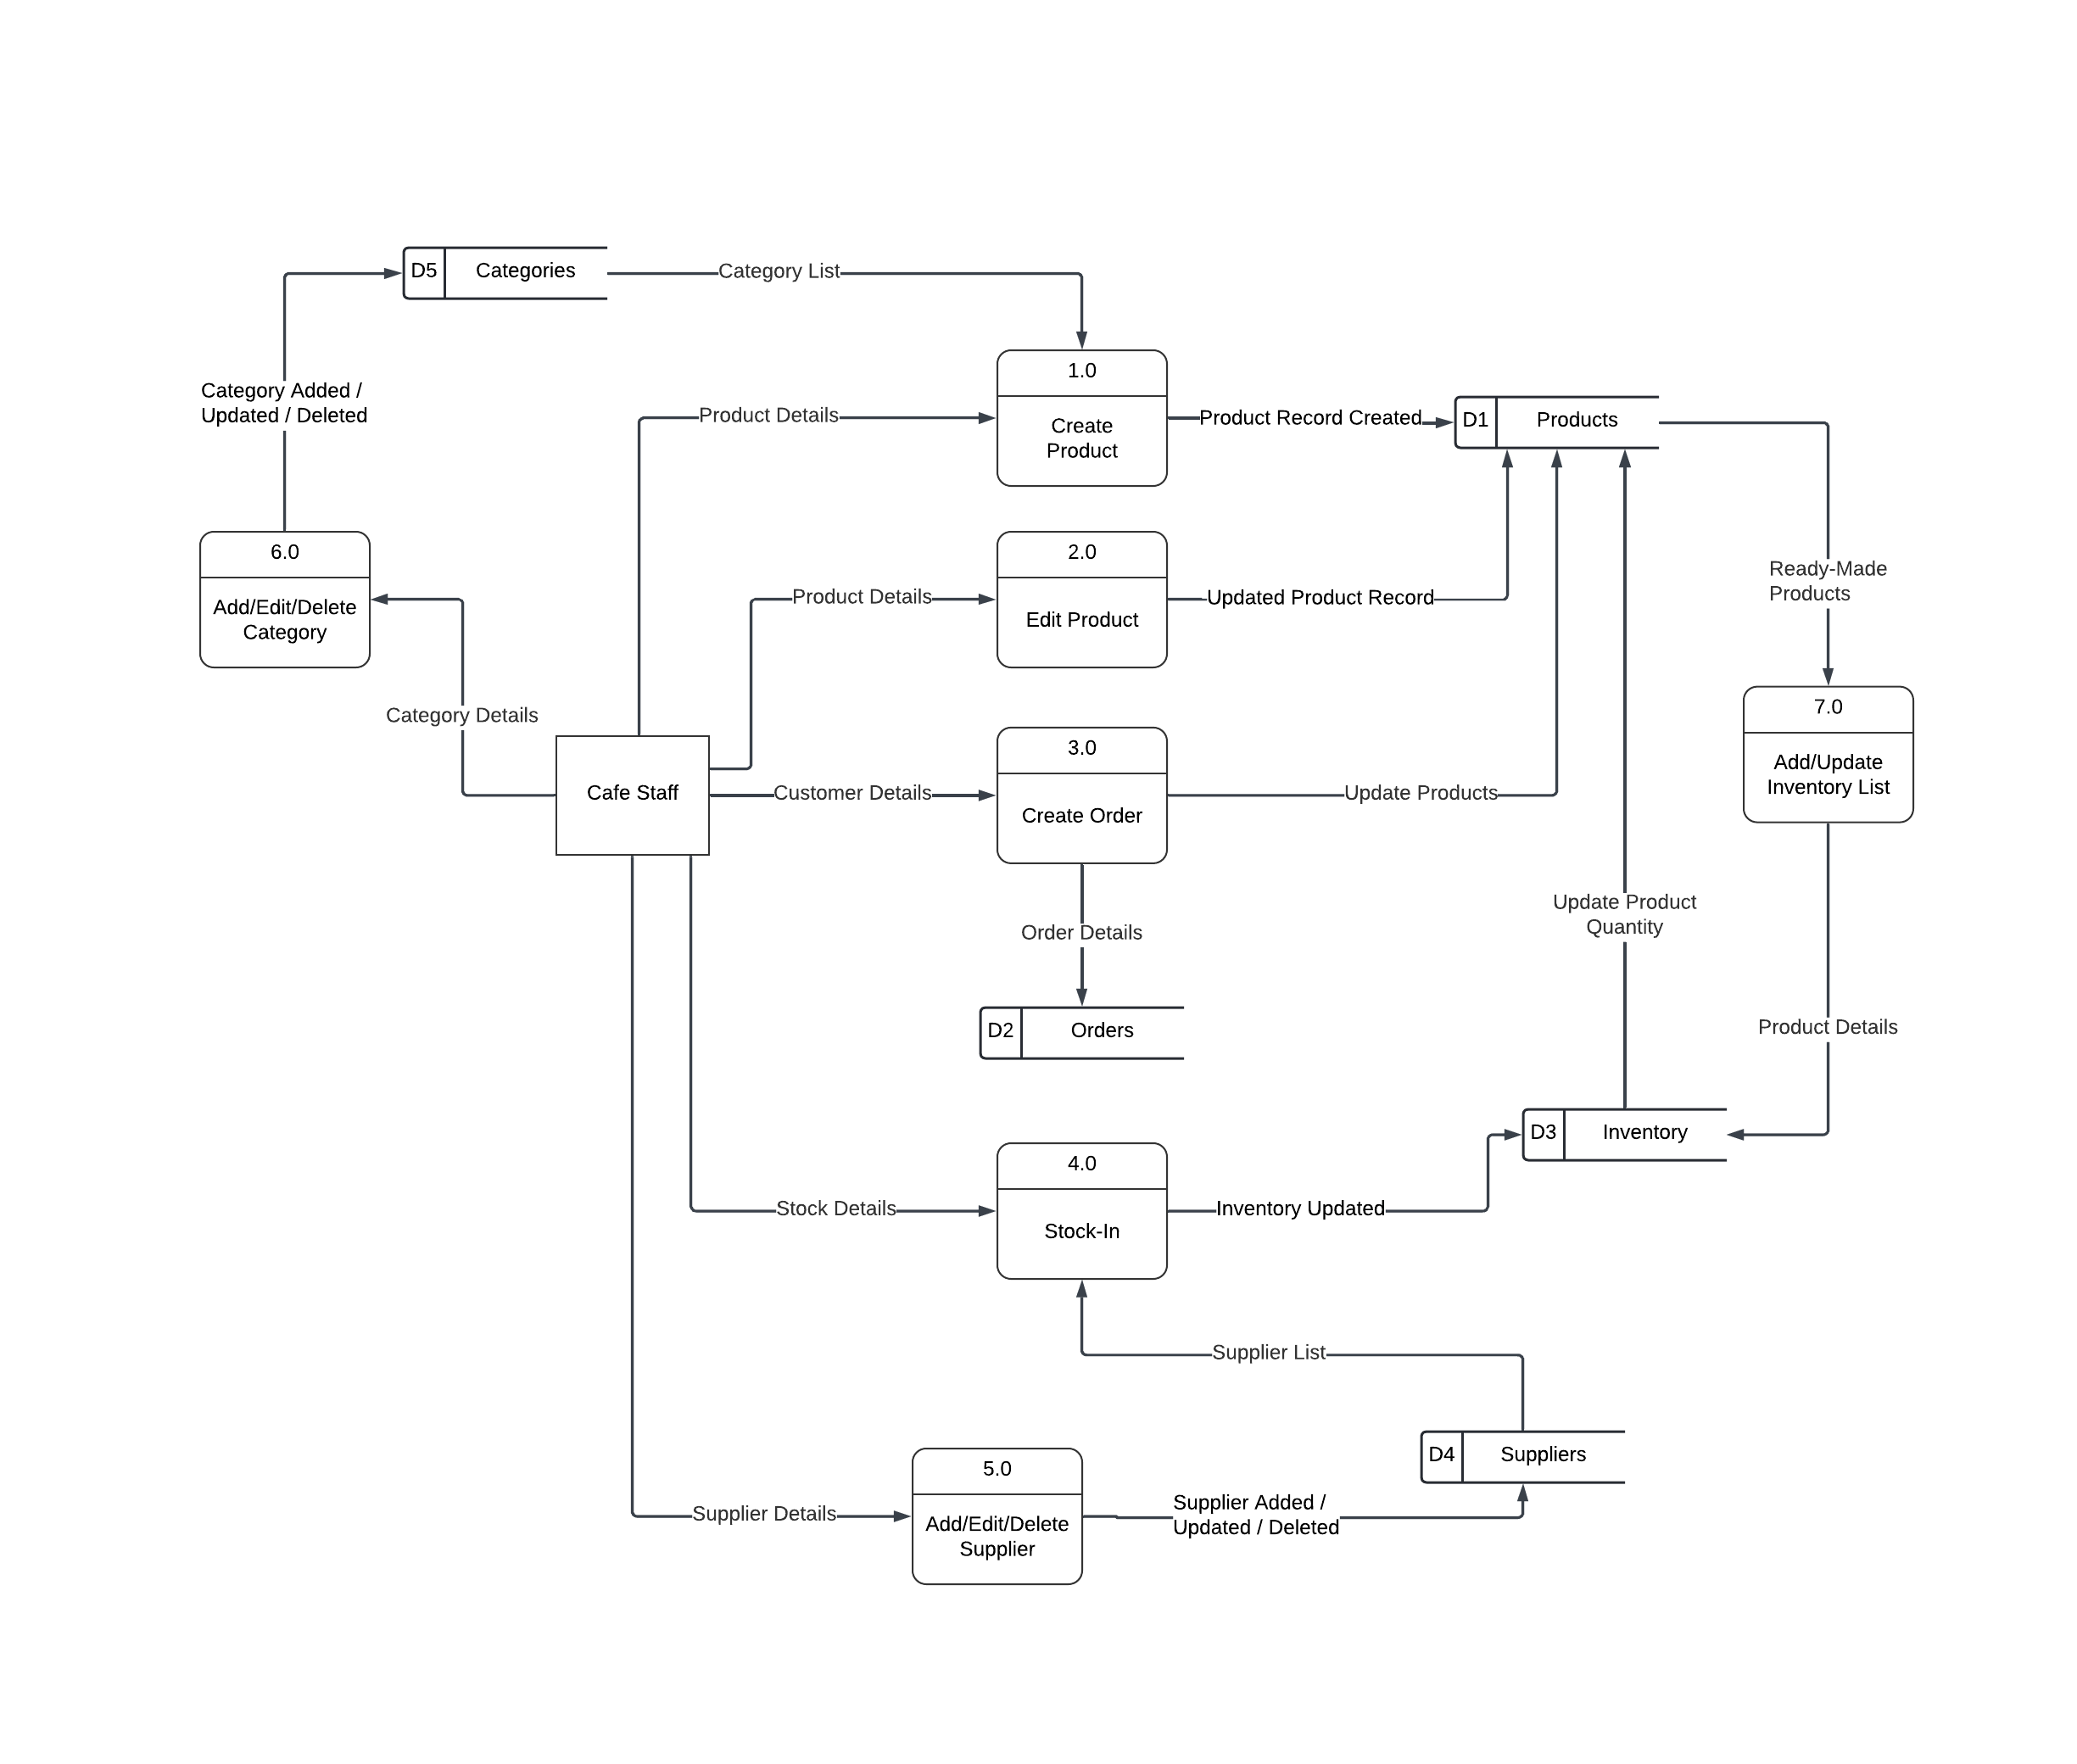 D5
Categories
Category List
1.0
Create
Product
Category Added /
Updated / Deleted
Product Details
Product Record Created
D1
Products
6.0
Add/Edit/Delete
Category
2.0
Edit Product
Product Details
Updated Product Record
Ready-Made
Products
Category Details
7.0
Add/Update
Inventory List
3.0
Create Order
Cafe Staff
Customer Details
Update Products
Update Product
Quantity
Order Details
D2
Orders
Product Details
D3
Inventory
4.0
Stock-In
Stock Details
Inventory Updated
Supplier List
D4
Suppliers
5.0
Add/Edit/Delete
Supplier
Supplier Details
Supplier Added /
Updated / Deleted